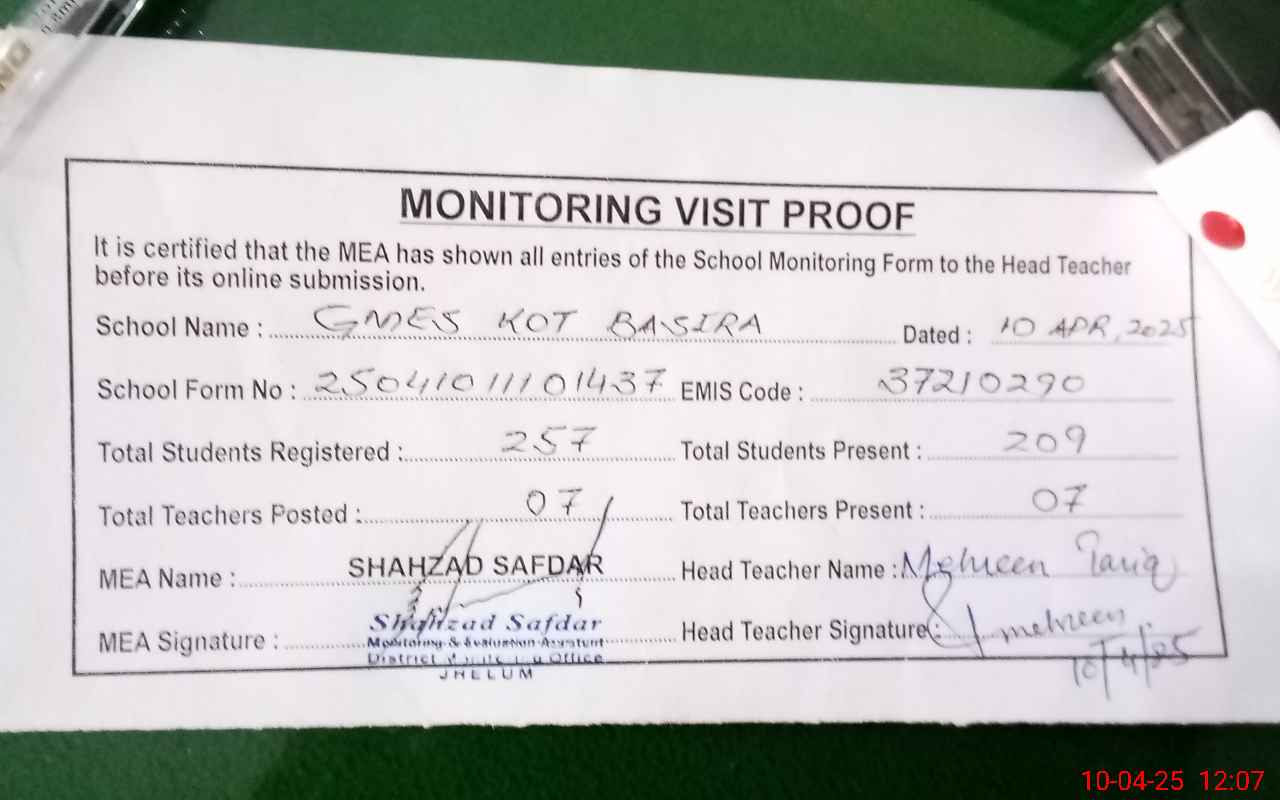 MONITORING VISIT PROOF
It is certified that the MEA has shown all entries of the School Monitoring Form to the Head Teacher
before its online submission.
School Name : GMES KOT BASIRA Dated : 10 APR, 2025
School Form No : 25041011101437 EMIS Code : 37210290
Total Students Registered : 257 Total Students Present : 209
Total Teachers Posted : 07 Total Teachers Present : 07
MEA Name : SHAHZAD SAFDAR Head Teacher Name : Mehreen Tariq
MEA Signature : Shahzad Safdar Head Teacher Signature : mehreen
Monitoring & Evaluation Assistant
District Office
JHELUM
10/4/25
10-04-25 12:07